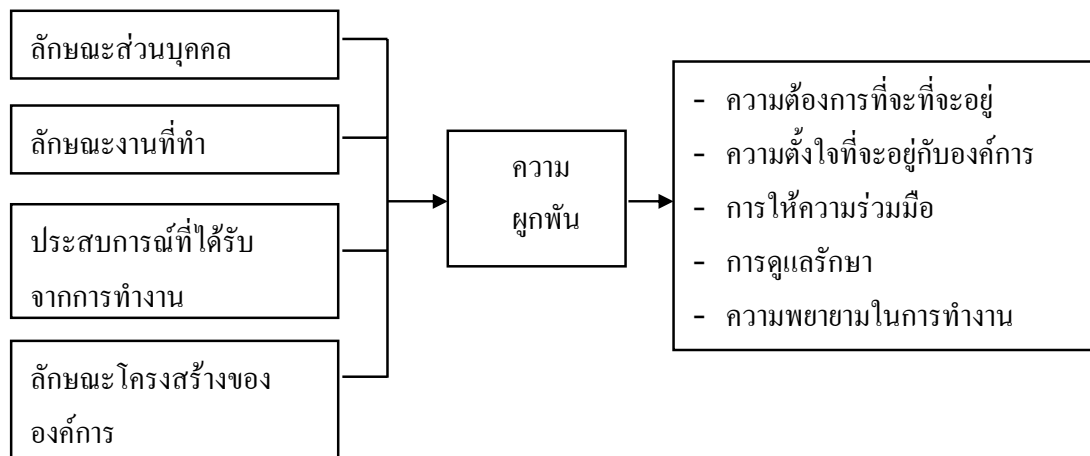 ลักษณะส่วนบุคคล
ลักษณะงานที่ทำ
ประสบการณ์ที่ได้รับ
จากการทำงาน
ลักษณะโครงสร้างของ
องค์การ
ความ
ผูกพัน
- ความต้องการที่จะที่จะอยู่
- ความตั้งใจที่จะอยู่กับองค์การ
- การให้ความร่วมมือ
- การดูแลรักษา
- ความพยายามในการทำงาน